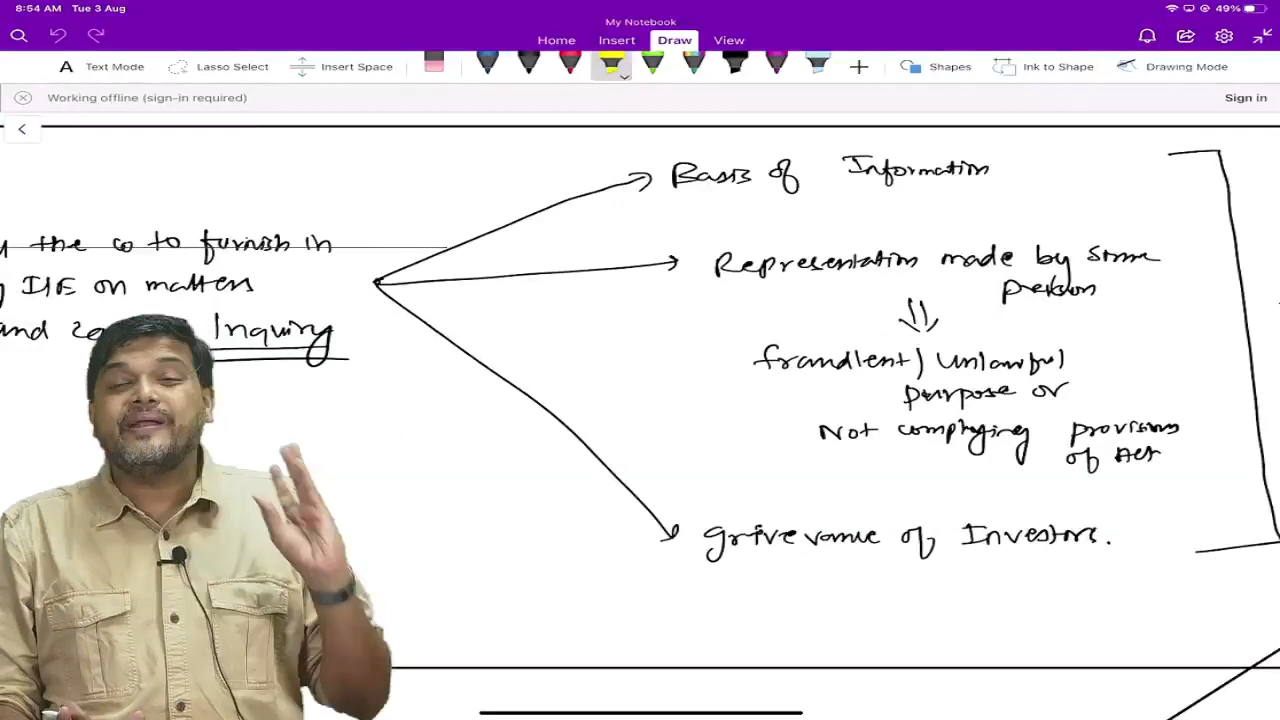 8:54 AM Tue 3 Aug
49%
My Notebook
Home Insert Draw View
Text Mode Lasso Select Insert Space Shapes Ink to Shape Drawing Mode
Working offline (sign-in required) Sign in
Basis of Information
the co to furnish in
Representation made by some
person
on matters
and Inquiry
fraudlent/unlawful
purpose or
Not complying provisions
of Act
grievance of Investors.